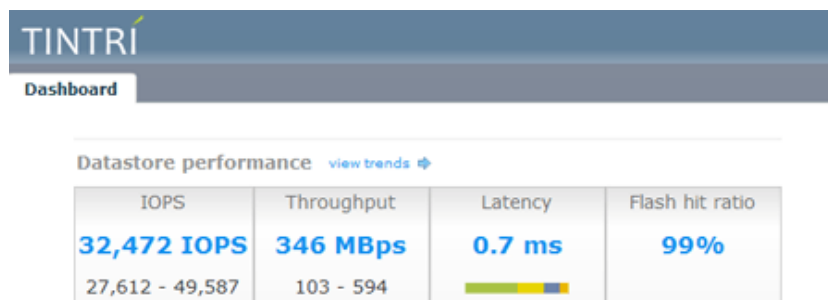 TINTRÍ
Dashboard
Datastore performance view trends
IOPS Throughput Latency Flash hit ratio
32,472 IOPS 346 MBps 0.7 ms 99%
27,612 - 49,587 103 - 594